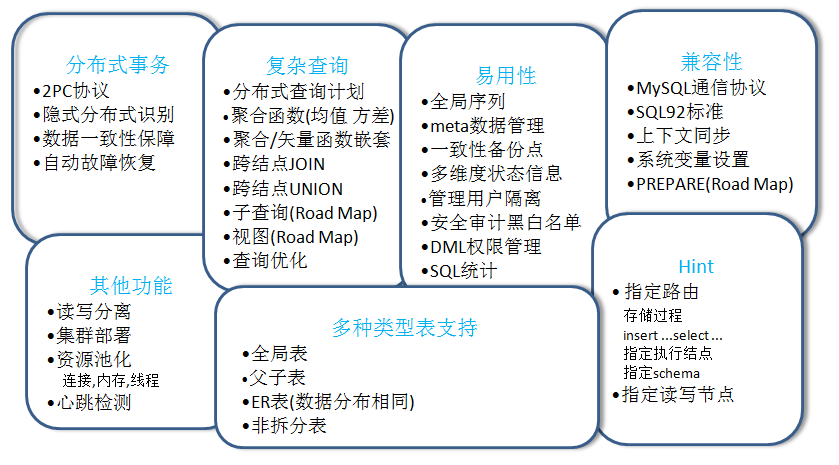 分布式事务
•2PC协议
•隐式分布式识别
•数据一致性保障
•自动故障恢复
复杂查询
•分布式查询计划
•聚合函数(均值 方差)
•聚合/矢量函数嵌套
•跨结点JOIN
•跨结点UNION
•子查询(Road Map)
•视图(Road Map)
•查询优化
易用性
•全局序列
•meta数据管理
•一致性备份点
•多维度状态信息
•管理用户隔离
•安全审计黑白名单
•DML权限管理
•SQL统计
兼容性
•MySQL通信协议
•SQL92标准
•上下文同步
•系统变量设置
•PREPARE(Road Map)
其他功能
•读写分离
•集群部署
•资源池化
连接,内存,线程
•心跳检测
多种类型表支持
•全局表
•父子表
•ER表(数据分布相同)
•非拆分表
Hint
•指定路由
存储过程
insert ...select ...
指定执行结点
指定schema
•指定读写节点